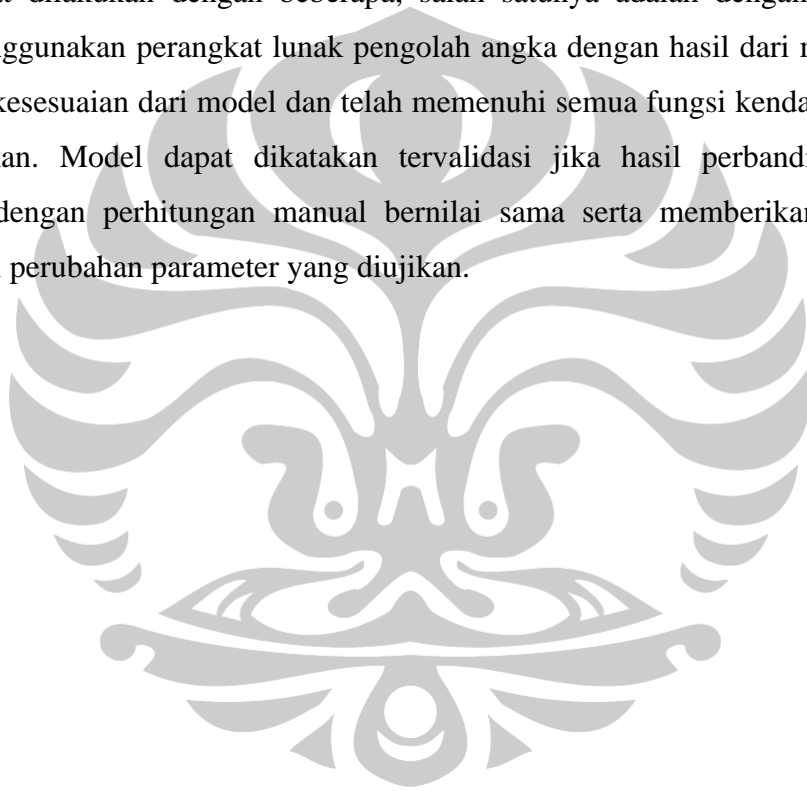 dilakukan dengan beberapa, salah satunya adalah dengan
nggunakan perangkat lunak pengolah angka dengan hasil dari
kesesuaian dari model dan telah memenuhi semua fungsi kenda
kan. Model dapat dikatakan tervalidasi jika hasil perband
dengan perhitungan manual bernilai sama serta memberikan
perubahan parameter yang diujikan.